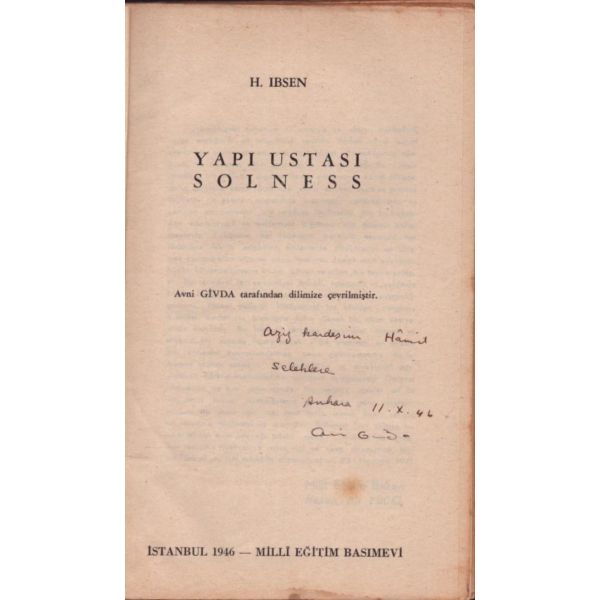 H. IBSEN
YAPI USTASI
SOLNESS
Avni GİVDA tarafından dilimize çevrilmiştir.
Aziz kardeşim Hâmit
Ankara 11.X.46
İSTANBUL 1946 — MİLLÎ EĞİTİM BASIMEVİ